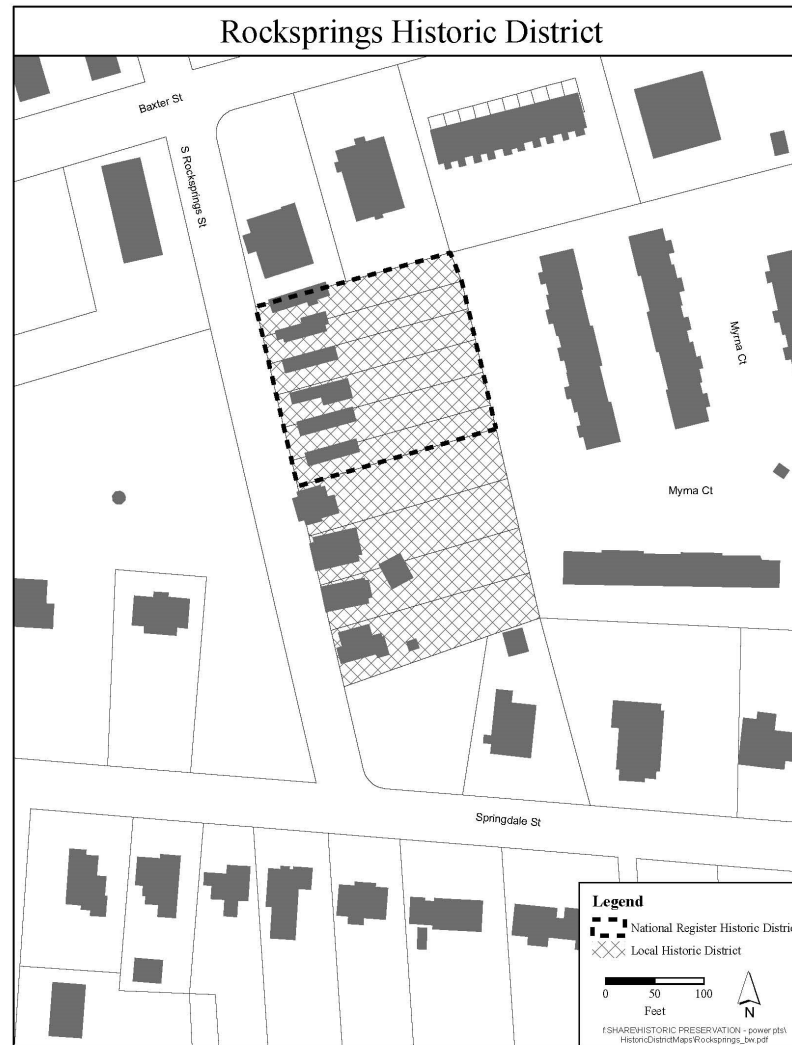 Rocksprings Historic District
Baxter St
S Rocksprings St
Myrna Ct
Myrna Ct
Springdale St
Legend
National Register Historic Distric
Local Historic District
0 50 100
Feet
N
f:SHARE\HISTORIC PRESERVATION - power pts\
HistoricDistrictMaps\Rocksprings_bw.pdf